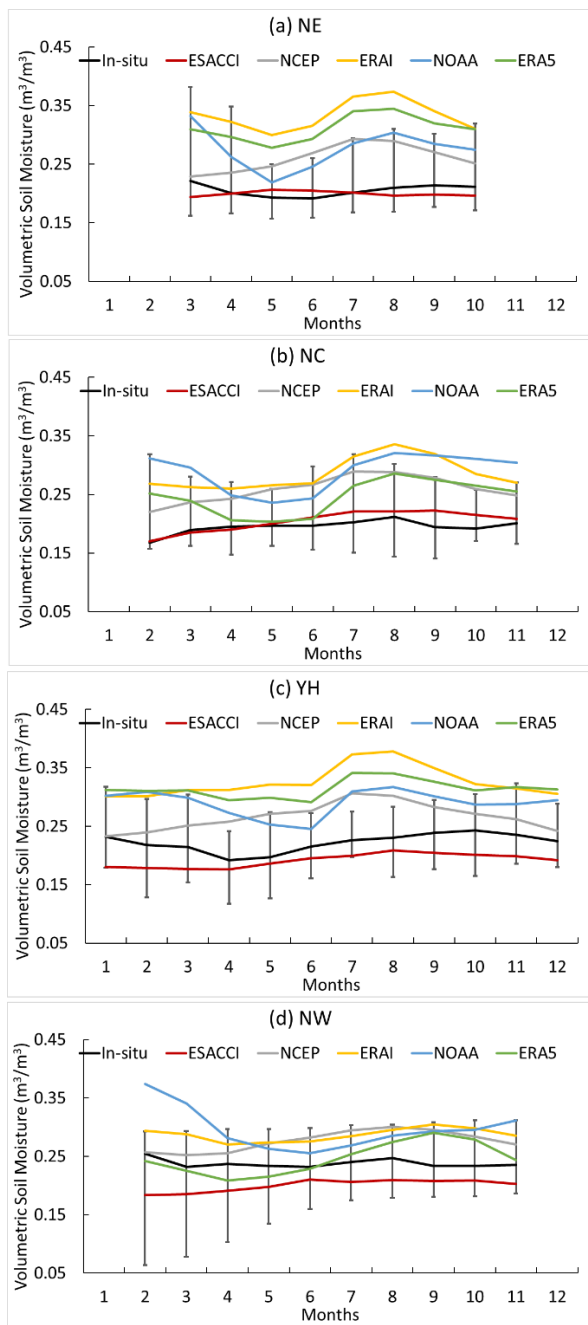 (a) NE
In-situ ESACCI NCEP ERAI NOAA ERA5
Volumetric Soil Moisture (m³/m³)
0.45
0.35
0.25
0.15
0.05
1 2 3 4 5 6 7 8 9 10 11 12
Months
(b) NC
In-situ ESACCI NCEP ERAI NOAA ERA5
Volumetric Soil Moisture (m³/m³)
0.45
0.35
0.25
0.15
0.05
1 2 3 4 5 6 7 8 9 10 11 12
Months
(c) YH
In-situ ESACCI NCEP ERAI NOAA ERA5
Volumetric Soil Moisture (m³/m³)
0.45
0.35
0.25
0.15
0.05
1 2 3 4 5 6 7 8 9 10 11 12
Months
(d) NW
In-situ ESACCI NCEP ERAI NOAA ERA5
Volumetric Soil Moisture (m³/m³)
0.45
0.35
0.25
0.15
0.05
1 2 3 4 5 6 7 8 9 10 11 12
Months